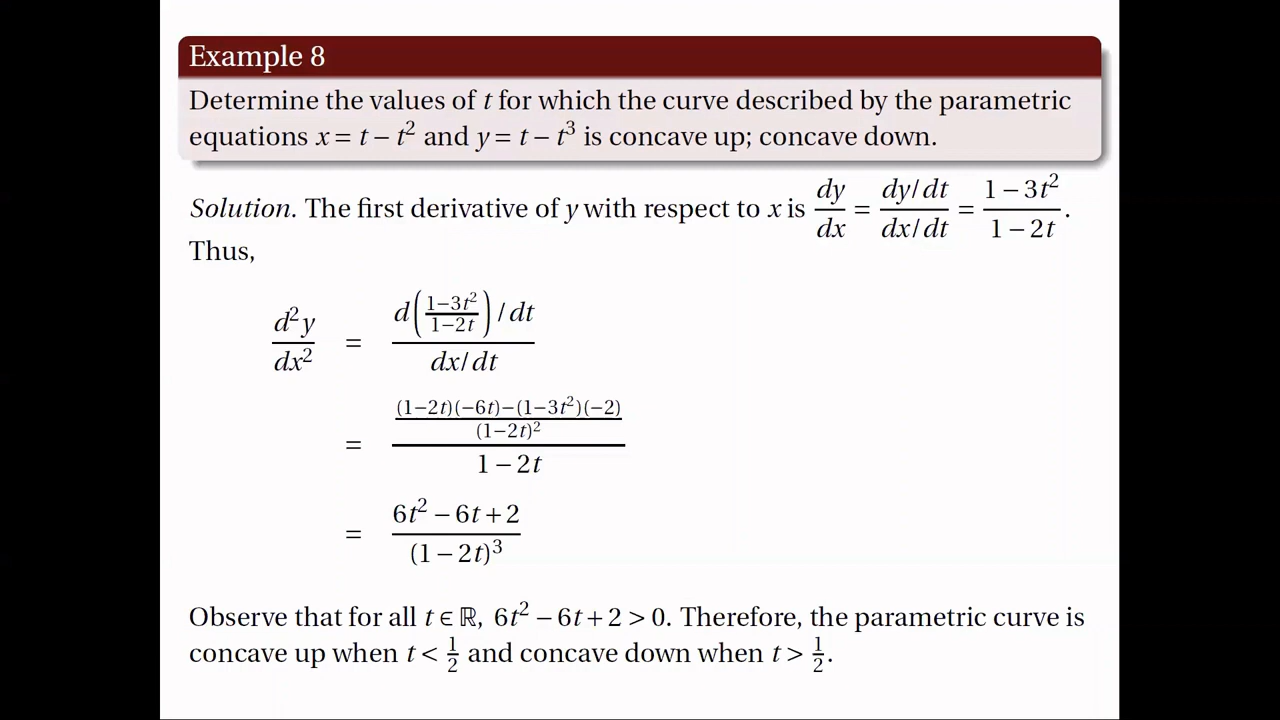 Example 8
Determine the values of t for which the curve described by the parametric
equations x = t − t² and y = t − t³ is concave up; concave down.
Solution. The first derivative of y with respect to x is dy/dx = (dy/dt)/(dx/dt) = (1 − 3t²)/(1 − 2t).
Thus,
d²y/dx² = (d((1−3t²)/(1−2t))/dt)/(dx/dt)
= (((1−2t)(−6t)−(1−3t²)(−2))/(1−2t)²)/(1 − 2t)
= (6t² − 6t + 2)/(1 − 2t)³
Observe that for all t ∈ ℝ, 6t² − 6t + 2 > 0. Therefore, the parametric curve is
concave up when t < 1/2 and concave down when t > 1/2.